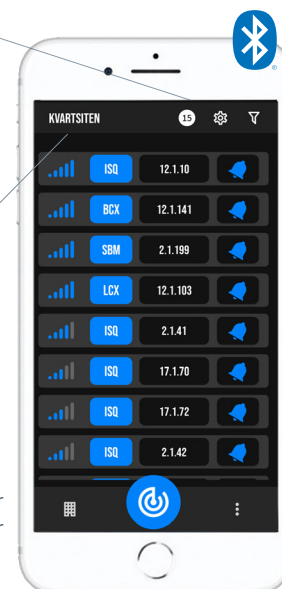 KVARTSITEN 15
ISQ 12.1.10
BCX 12.1.141
SBM 2.1.199
LCX 12.1.103
ISQ 2.1.41
ISQ 17.1.70
ISQ 17.1.72
ISQ 2.1.42
®